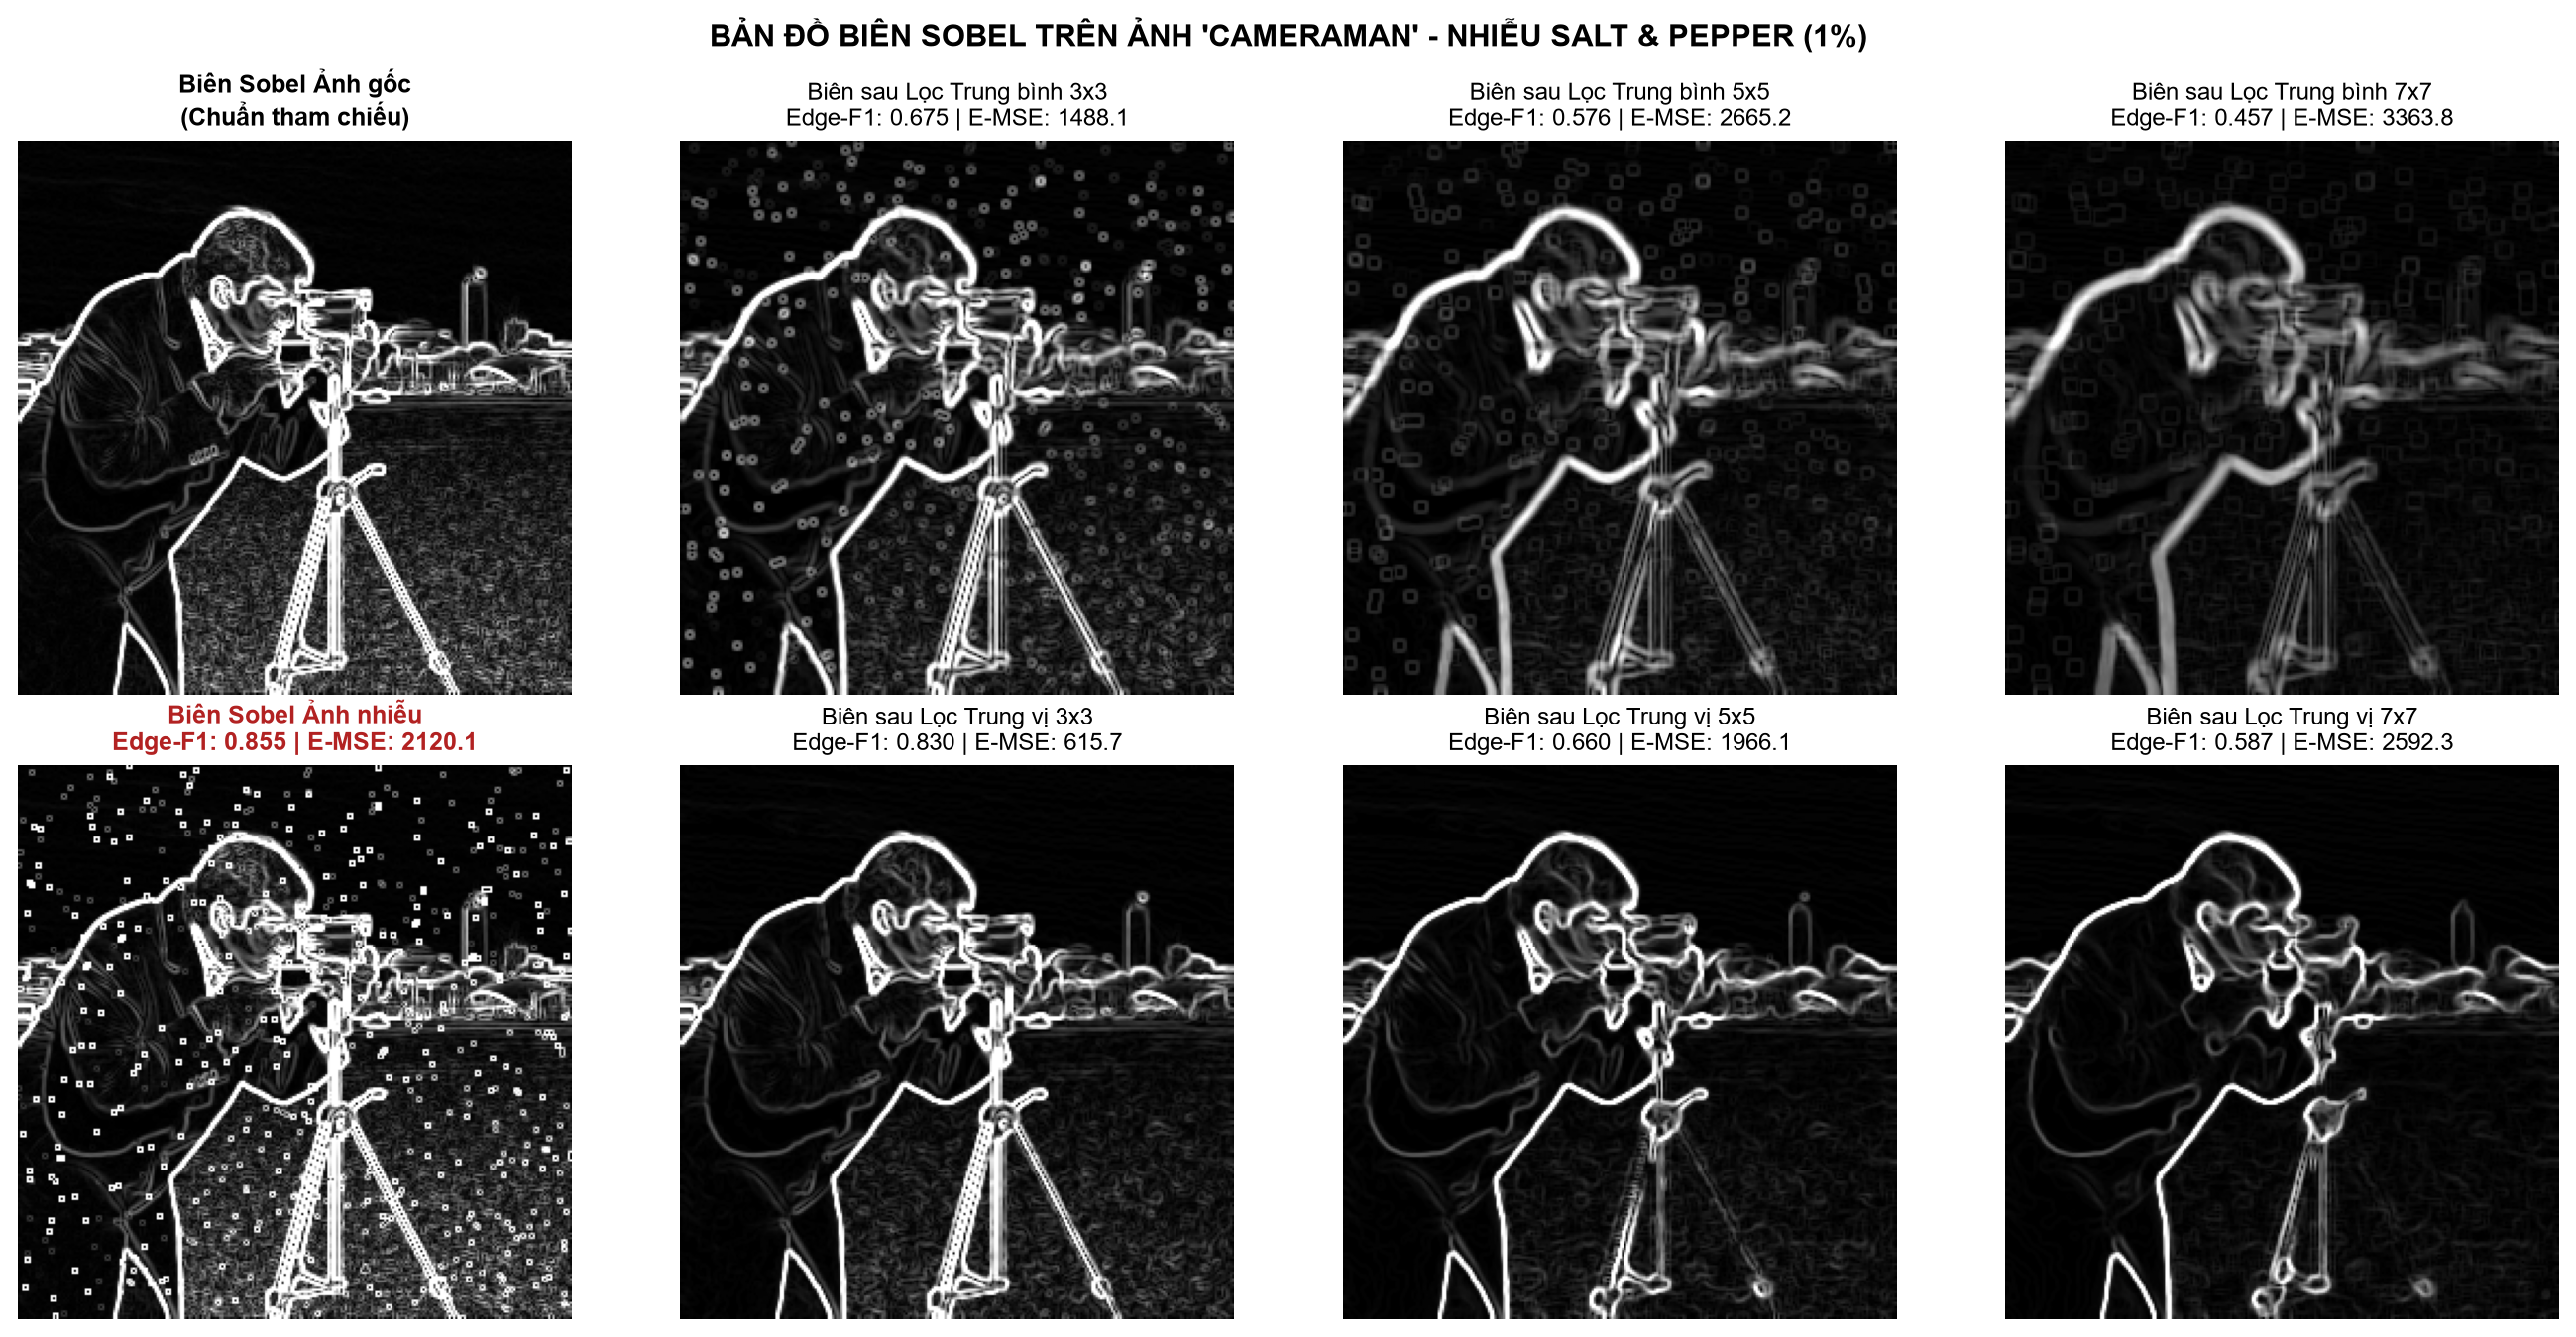 BẢN ĐỒ BIÊN SOBEL TRÊN ẢNH 'CAMERAMAN' - NHIỄU SALT & PEPPER (1%)
Biên Sobel Ảnh gốc
(Chuẩn tham chiếu)
Biên sau Lọc Trung bình 3x3
Edge-F1: 0.675 | E-MSE: 1488.1
Biên sau Lọc Trung bình 5x5
Edge-F1: 0.576 | E-MSE: 2665.2
Biên sau Lọc Trung bình 7x7
Edge-F1: 0.457 | E-MSE: 3363.8
Biên Sobel Ảnh nhiễu
Edge-F1: 0.855 | E-MSE: 2120.1
Biên sau Lọc Trung vị 3x3
Edge-F1: 0.830 | E-MSE: 615.7
Biên sau Lọc Trung vị 5x5
Edge-F1: 0.660 | E-MSE: 1966.1
Biên sau Lọc Trung vị 7x7
Edge-F1: 0.587 | E-MSE: 2592.3